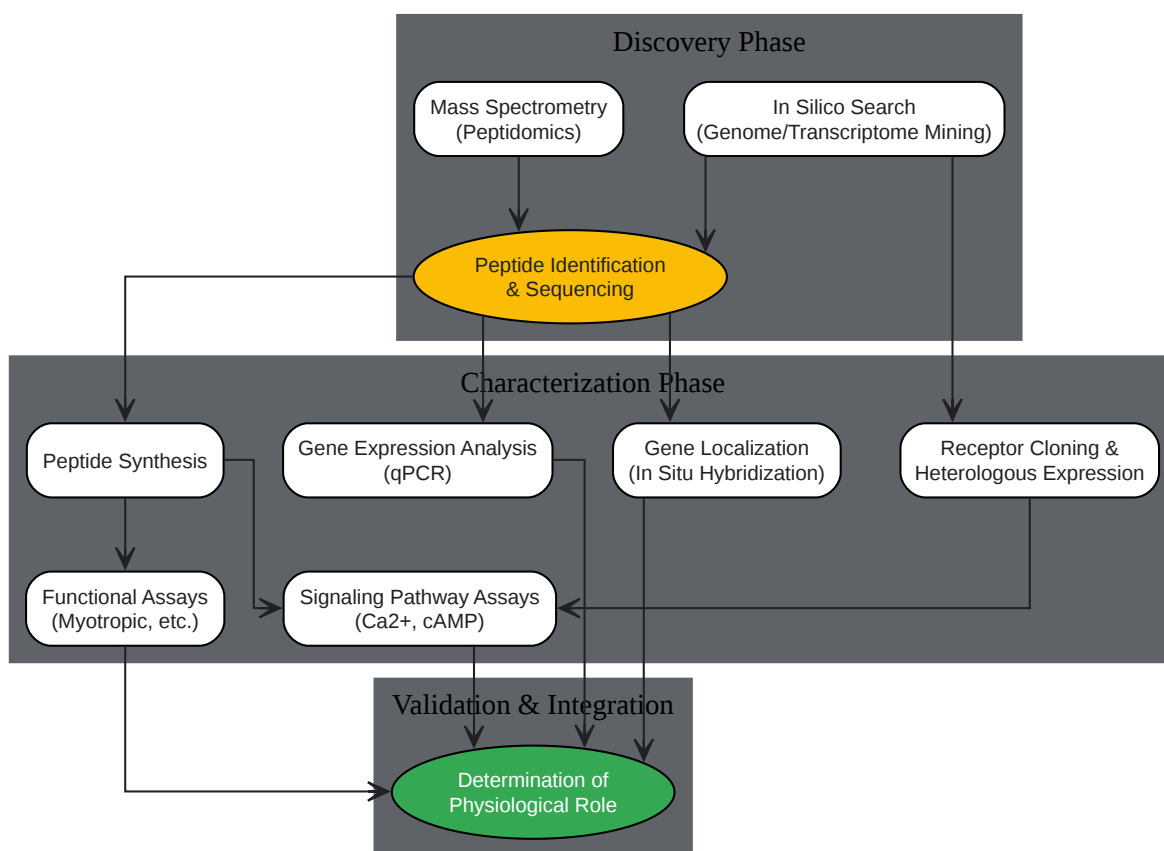 Discovery Phase
Mass Spectrometry
(Peptidomics)
In Silico Search
(Genome/Transcriptome Mining)
Peptide Identification
& Sequencing
Characterization Phase
Peptide Synthesis
Gene Expression Analysis
(qPCR)
Gene Localization
(In Situ Hybridization)
Receptor Cloning &
Heterologous Expression
Functional Assays
(Myotropic, etc.)
Signaling Pathway Assays
(Ca2+, cAMP)
Validation & Integration
Determination of
Physiological Role